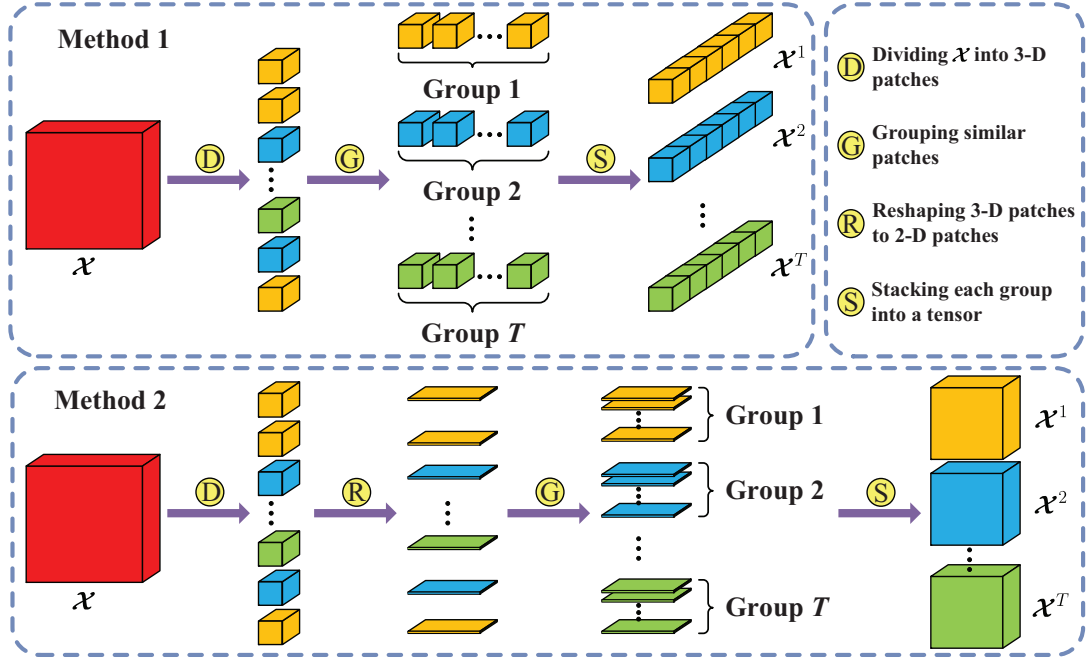 Method 1
D
𝒳
G
Group 1
Group 2
Group T
S
𝒳¹
𝒳²
𝒳ᵀ
D Dividing 𝒳 into 3-D
patches
G Grouping similar
patches
R Reshaping 3-D patches
to 2-D patches
S Stacking each group
into a tensor
Method 2
D
𝒳
R
G
Group 1
Group 2
Group T
S
𝒳¹
𝒳²
𝒳ᵀ